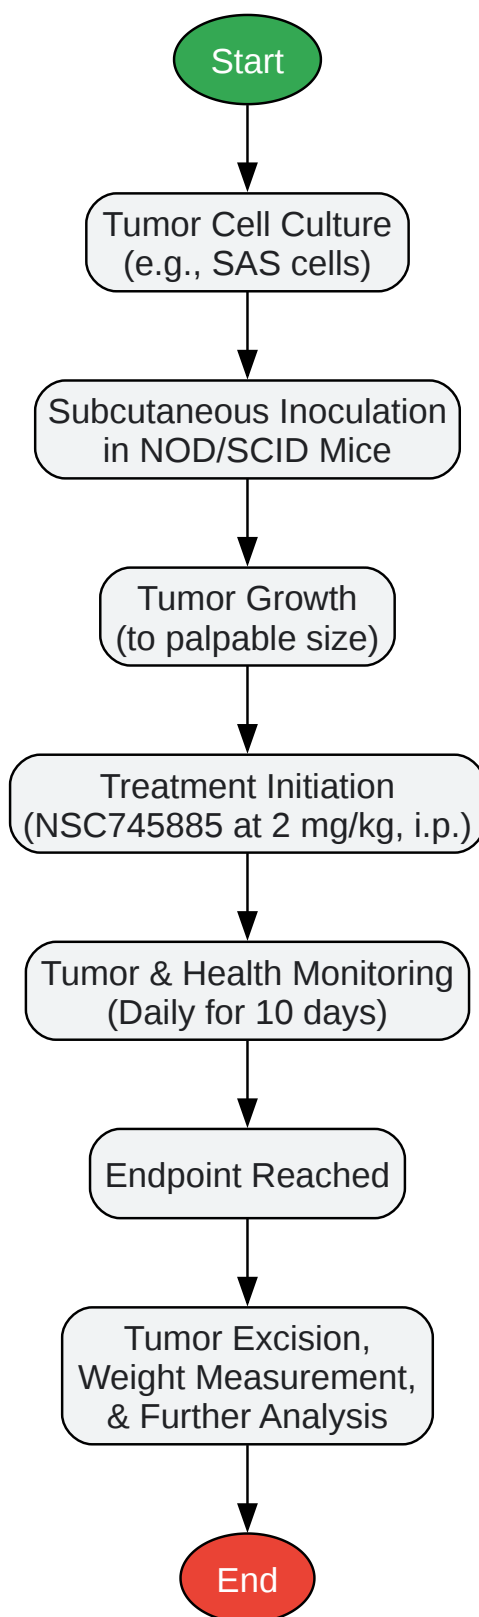 Start
Tumor Cell Culture
(e.g., SAS cells)
Subcutaneous Inoculation
in NOD/SCID Mice
Tumor Growth
(to palpable size)
Treatment Initiation
(NSC745885 at 2 mg/kg, i.p.)
Tumor & Health Monitoring
(Daily for 10 days)
Endpoint Reached
Tumor Excision,
Weight Measurement,
& Further Analysis
End